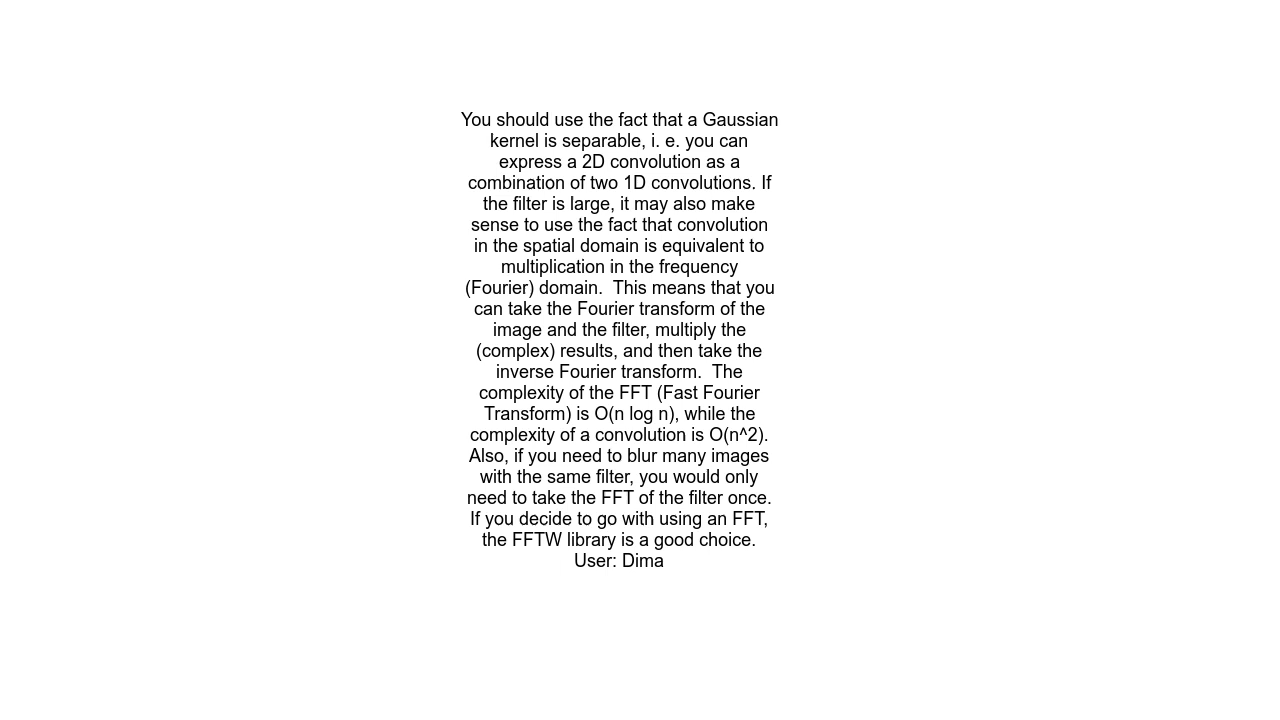 You should use the fact that a Gaussian
kernel is separable, i. e. you can
express a 2D convolution as a
combination of two 1D convolutions. If
the filter is large, it may also make
sense to use the fact that convolution
in the spatial domain is equivalent to
multiplication in the frequency
(Fourier) domain.  This means that you
can take the Fourier transform of the
image and the filter, multiply the
(complex) results, and then take the
inverse Fourier transform.  The
complexity of the FFT (Fast Fourier
Transform) is O(n log n), while the
complexity of a convolution is O(n^2).
Also, if you need to blur many images
with the same filter, you would only
need to take the FFT of the filter once.
If you decide to go with using an FFT,
the FFTW library is a good choice.
User: Dima